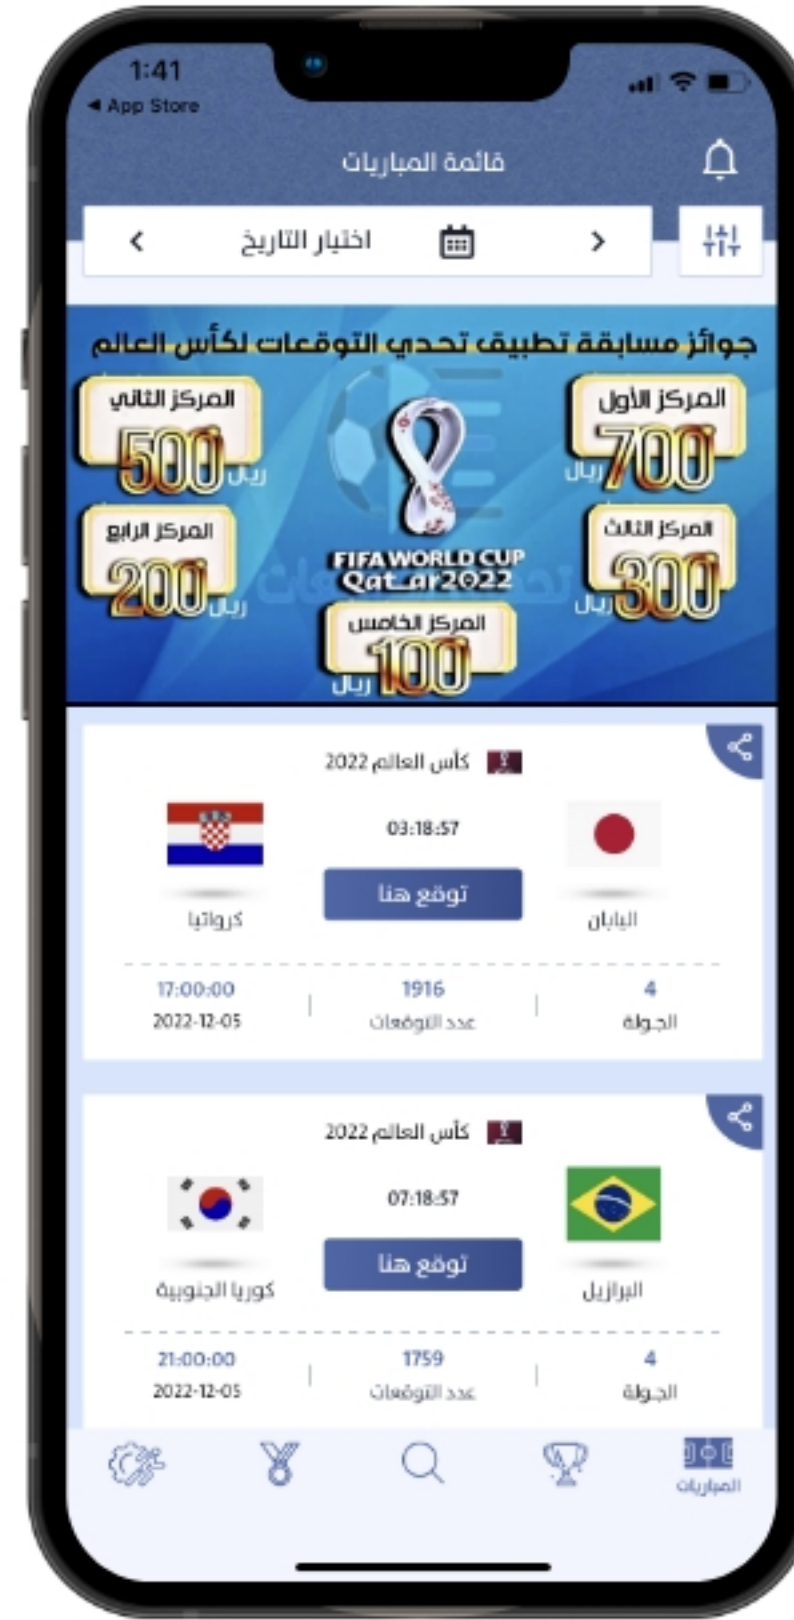 1:41
◀ App Store
قائمة المباريات
اختيار التاريخ
جوائز مسابقة تطبيق تحدي التوقعات لكأس العالم
المركز الأول
700 ريال
المركز الثاني
500 ريال
المركز الثالث
300 ريال
المركز الرابع
200 ريال
FIFA WORLD CUP
Qatar2022
المركز الخامس
100 ريال
كأس العالم 2022
03:18:57
توقع هنا
اليابان
كرواتيا
4
1916
17:00:00
الجولة
عدد التوقعات
2022-12-05
كأس العالم 2022
07:18:57
توقع هنا
البرازيل
كوريا الجنوبية
4
1759
21:00:00
الجولة
عدد التوقعات
2022-12-05
المباريات